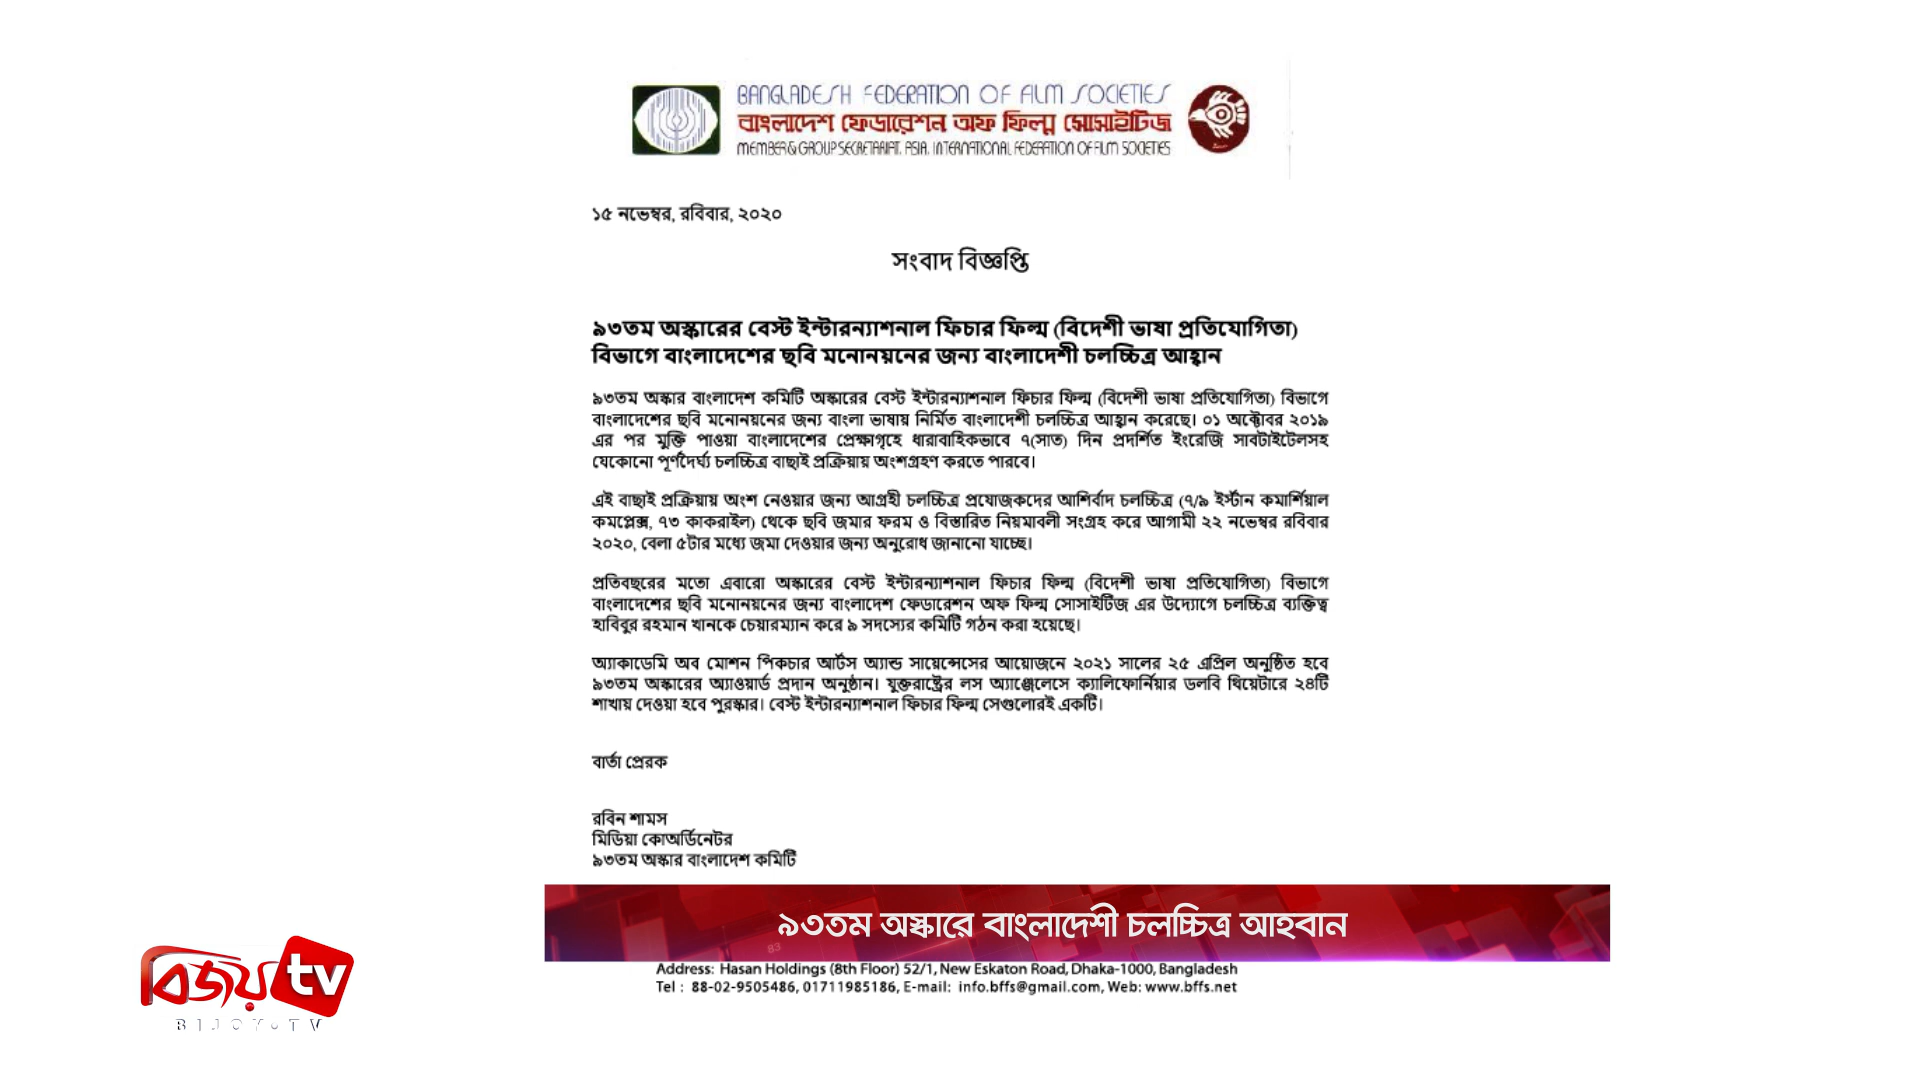 BANGLADESH FEDERATION OF FILM SOCIETIES
বাংলাদেশ ফেডারেশন অফ ফিল্ম সোসাইটিজ
MEMBER & GROUP SECRETARIAT, ASIA, INTERNATIONAL FEDERATION OF FILM SOCIETIES
১৫ নভেম্বর, রবিবার, ২০২০
সংবাদ বিজ্ঞপ্তি
৯৩তম অস্কারের বেস্ট ইন্টারন্যাশনাল ফিচার ফিল্ম (বিদেশী ভাষা প্রতিযোগিতা)
বিভাগে বাংলাদেশের ছবি মনোনয়নের জন্য বাংলাদেশী চলচ্চিত্র আহ্বান
৯৩তম অস্কার বাংলাদেশ কমিটি অস্কারের বেস্ট ইন্টারন্যাশনাল ফিচার ফিল্ম (বিদেশী ভাষা প্রতিযোগিতা) বিভাগে
বাংলাদেশের ছবি মনোনয়নের জন্য বাংলা ভাষায় নির্মিত বাংলাদেশী চলচ্চিত্র আহ্বান করেছে। ০১ অক্টোবর ২০১৯
এর পর মুক্তি পাওয়া বাংলাদেশের প্রেক্ষাগৃহে ধারাবাহিকভাবে ৭(সাত) দিন প্রদর্শিত ইংরেজি সাবটাইটেলসহ
যেকোনো পূর্ণদৈর্ঘ্য চলচ্চিত্র বাছাই প্রক্রিয়ায় অংশগ্রহণ করতে পারবে।
এই বাছাই প্রক্রিয়ায় অংশ নেওয়ার জন্য আগ্রহী চলচ্চিত্র প্রযোজকদের আশির্বাদ চলচ্চিত্র (৭/৯ ইস্টার্ন কমার্শিয়াল
কমপ্লেক্স, ৭৩ কাকরাইল) থেকে ছবি জমার ফরম ও বিস্তারিত নিয়মাবলী সংগ্রহ করে আগামী ২২ নভেম্বর রবিবার
২০২০, বেলা ৫টার মধ্যে জমা দেওয়ার জন্য অনুরোধ জানানো যাচ্ছে।
প্রতিবছরের মতো এবারো অস্কারের বেস্ট ইন্টারন্যাশনাল ফিচার ফিল্ম (বিদেশী ভাষা প্রতিযোগিতা) বিভাগে
বাংলাদেশের ছবি মনোনয়নের জন্য বাংলাদেশ ফেডারেশন অফ ফিল্ম সোসাইটিজ এর উদ্যোগে চলচ্চিত্র ব্যক্তিত্ব
হাবিবুর রহমান খানকে চেয়ারম্যান করে ৯ সদস্যের কমিটি গঠন করা হয়েছে।
অ্যাকাডেমি অব মোশন পিকচার আর্টস অ্যান্ড সায়েন্সেসের আয়োজনে ২০২১ সালের ২৫ এপ্রিল অনুষ্ঠিত হবে
৯৩তম অস্কারের অ্যাওয়ার্ড প্রদান অনুষ্ঠান। যুক্তরাষ্ট্রের লস অ্যাঞ্জেলেসে ক্যালিফোর্নিয়ার ডলবি থিয়েটারে ২৪টি
শাখায় দেওয়া হবে পুরস্কার। বেস্ট ইন্টারন্যাশনাল ফিচার ফিল্ম সেগুলোরই একটি।
বার্তা প্রেরক
রবিন শামস
মিডিয়া কোঅর্ডিনেটর
৯৩তম অস্কার বাংলাদেশ কমিটি
৯৩তম অস্কারে বাংলাদেশী চলচ্চিত্র আহবান
83
Address: Hasan Holdings (8th Floor) 52/1, New Eskaton Road, Dhaka-1000, Bangladesh
Tel : 88-02-9505486, 01711985186, E-mail: info.bffs@gmail.com, Web: www.bffs.net
বিজয় tv
BIJOY TV